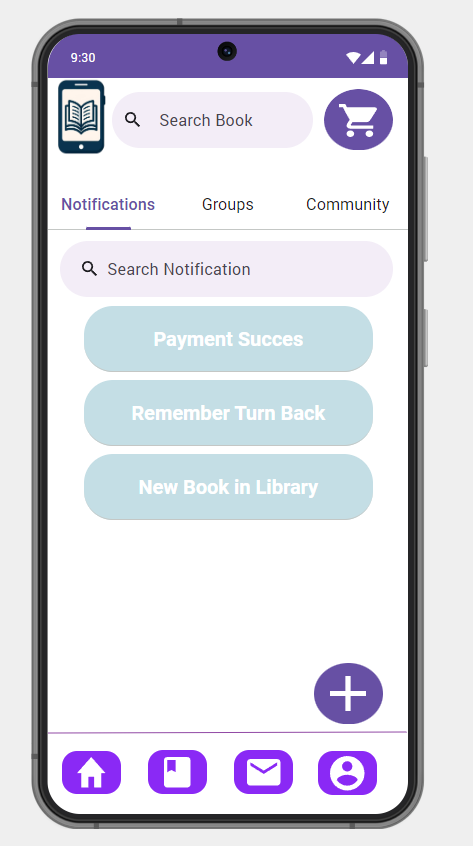 9:30
Search Book
Notifications Groups Community
Search Notification
Payment Succes
Remember Turn Back
New Book in Library